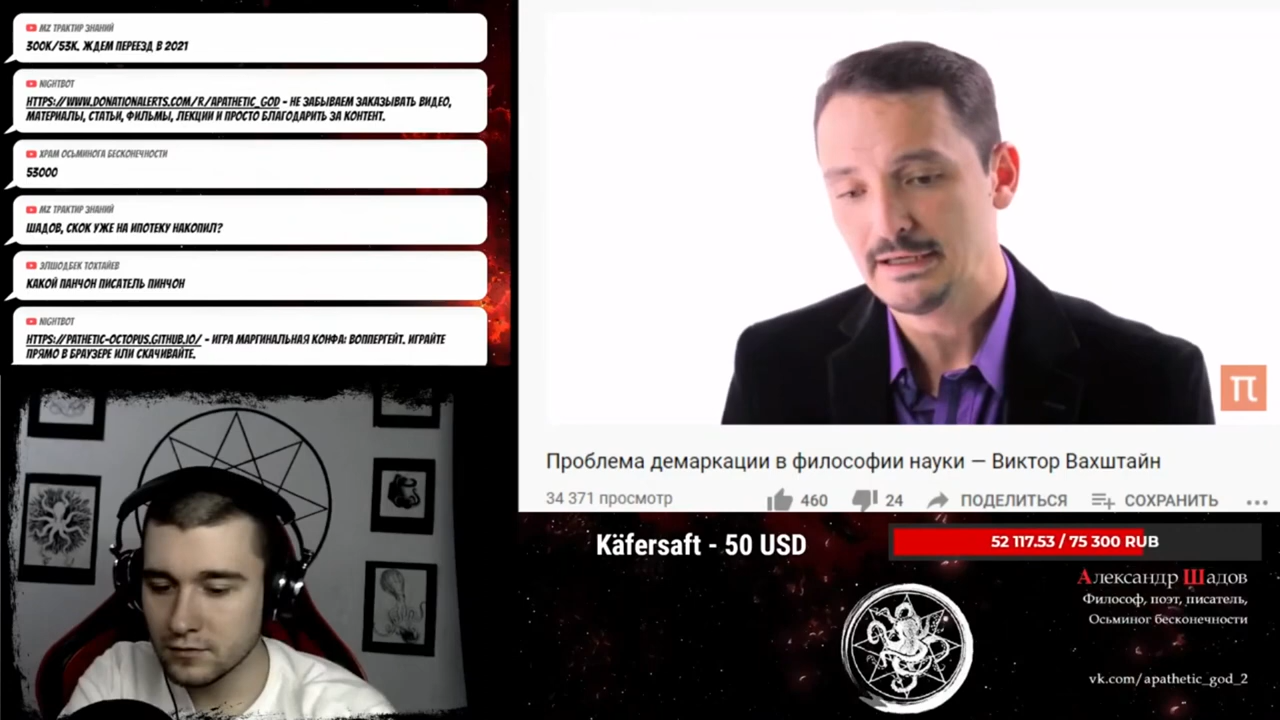 MZ ТРАКТИР ЗНАНИЙ
300К/53К. ЖДЕМ ПЕРЕЕЗД В 2021
NIGHTBOT
HTTPS://WWW.DONATIONALERTS.COM/R/APATHETIC_GOD - НЕ ЗАБЫВАЕМ ЗАКАЗЫВАТЬ ВИДЕО,
МАТЕРИАЛЫ, СТАТЬИ, ФИЛЬМЫ, ЛЕКЦИИ И ПРОСТО БЛАГОДАРИТЬ ЗА КОНТЕНТ.
ХРАМ ОСЬМИНОГА БЕСКОНЕЧНОСТИ
53000
MZ ТРАКТИР ЗНАНИЙ
ШАДОВ, СКОК УЖЕ НА ИПОТЕКУ НАКОПИЛ?
ЭЛШОДБЕК ТОХТАЙЕВ
КАКОЙ ПАНЧОН ПИСАТЕЛЬ ПИНЧОН
NIGHTBOT
HTTPS://PATHETIC-OCTOPUS.GITHUB.IO/ - ИГРА МАРГИНАЛЬНАЯ КОНФА: ВОППЕРГЕЙТ. ИГРАЙТЕ
ПРЯМО В БРАУЗЕРЕ ИЛИ СКАЧИВАЙТЕ.
π
Проблема демаркации в философии науки — Виктор Вахштайн
34 371 просмотр
460
24
ПОДЕЛИТЬСЯ
СОХРАНИТЬ
Käfersaft - 50 USD
52 117.53 / 75 300 RUB
Александр Шадов
Философ, поэт, писатель,
Осьминог бесконечности
vk.com/apathetic_god_2